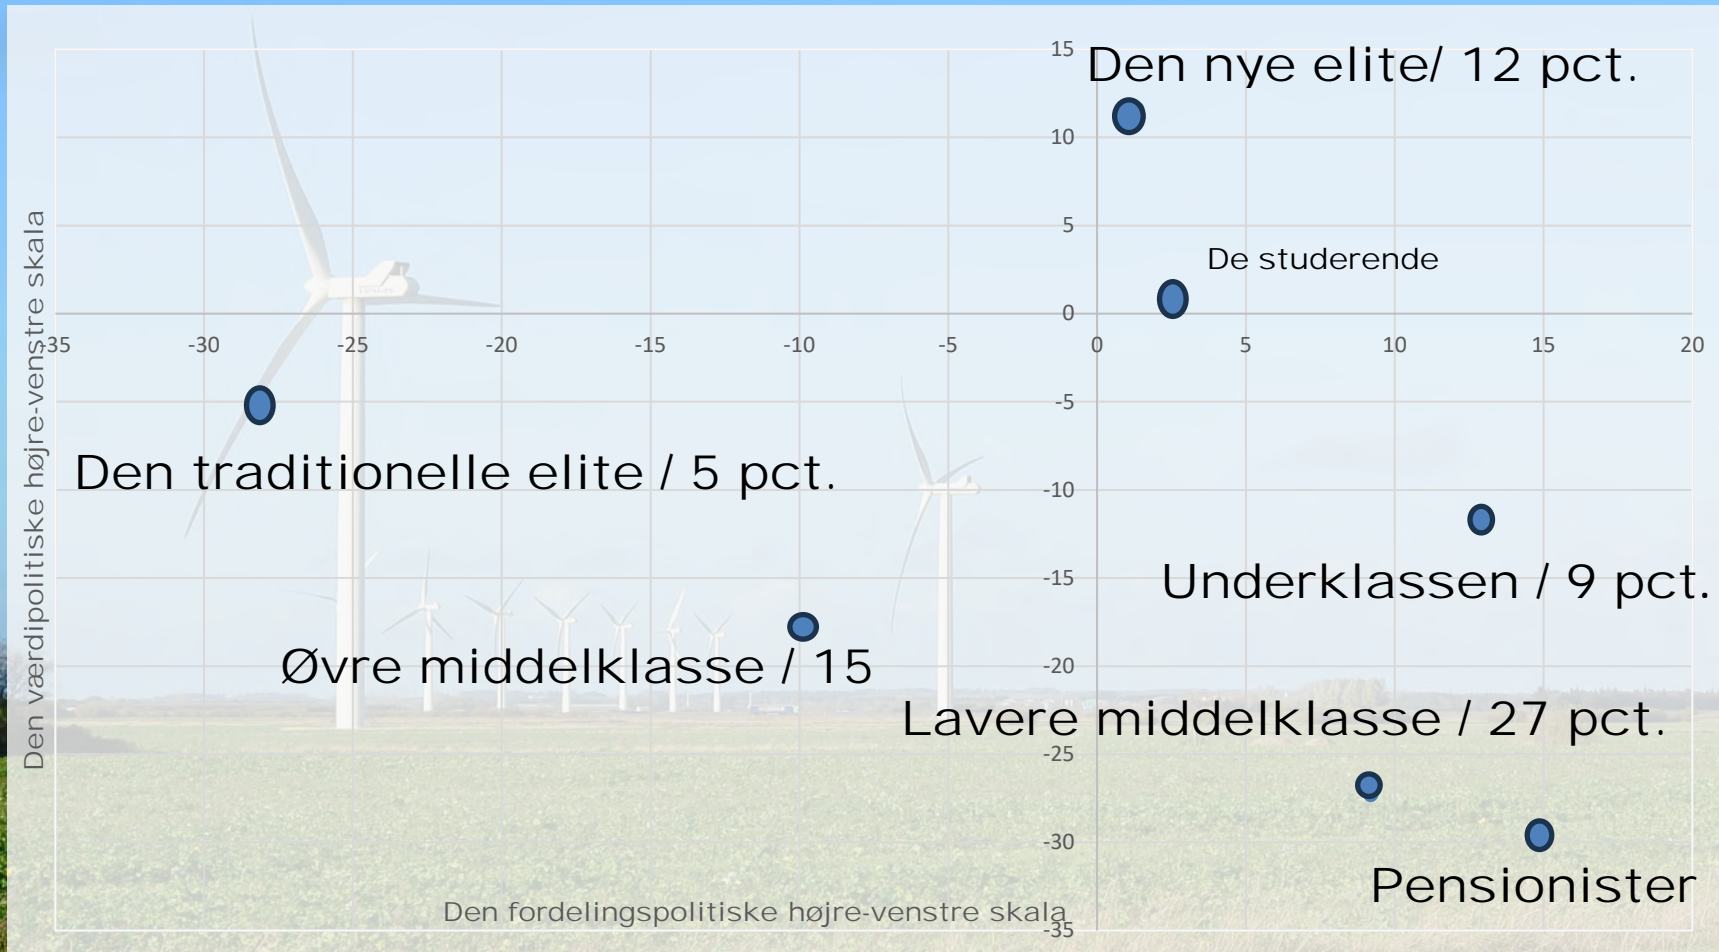 15
Den nye elite/ 12 pct.
10
5
De studerende
0
-35
-30
-25
-20
-15
-10
-5
0
5
10
15
20
-5
Den traditionelle elite / 5 pct.
-10
-15
Underklassen / 9 pct.
Øvre middelklasse / 15
-20
Lavere middelklasse / 27 pct.
-25
-30
Pensionister
Den fordelingspolitiske højre-venstre skala
-35
Den værdipolitiske højre-venstre skala